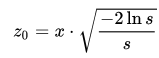 z₀ = x · √(−2 ln s / s)